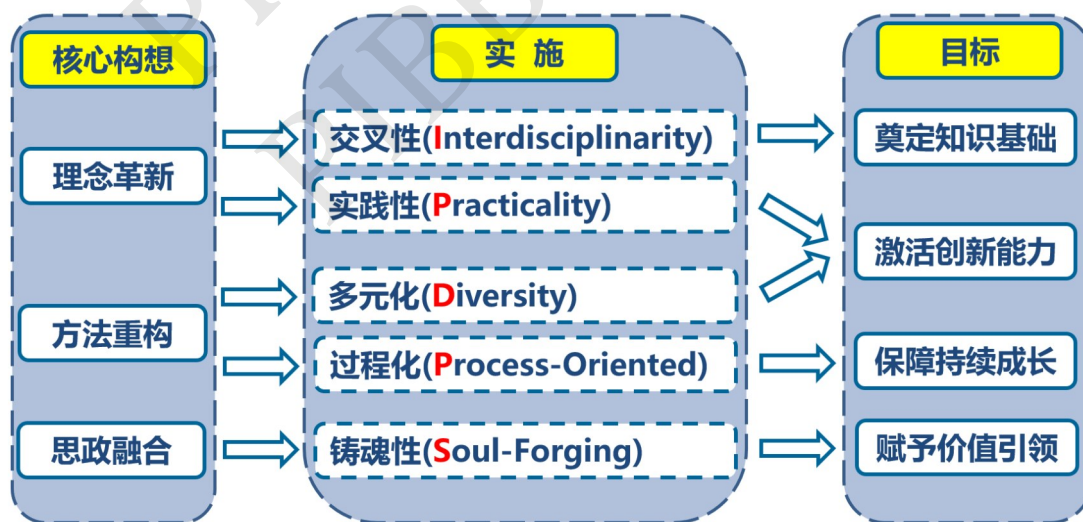 核心构想
实 施
目标
理念革新
方法重构
思政融合
交叉性(Interdisciplinarity)
实践性(Practicality)
多元化(Diversity)
过程化(Process-Oriented)
铸魂性(Soul-Forging)
奠定知识基础
激活创新能力
保障持续成长
赋予价值引领